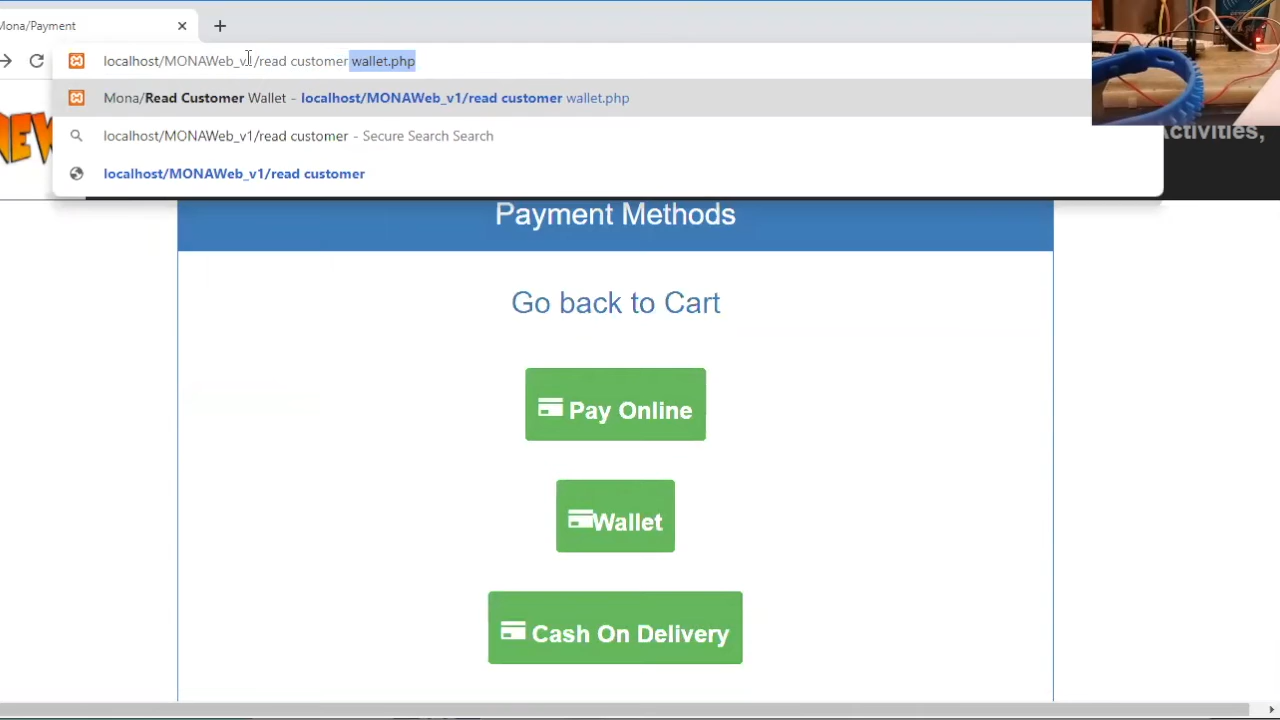 Mona/Payment
localhost/MONAWeb_v1/read customer wallet.php
Mona/Read Customer Wallet - localhost/MONAWeb_v1/read customer wallet.php
localhost/MONAWeb_v1/read customer - Secure Search Search
localhost/MONAWeb_v1/read customer
Activities,
Payment Methods
Go back to Cart
Pay Online
Wallet
Cash On Delivery